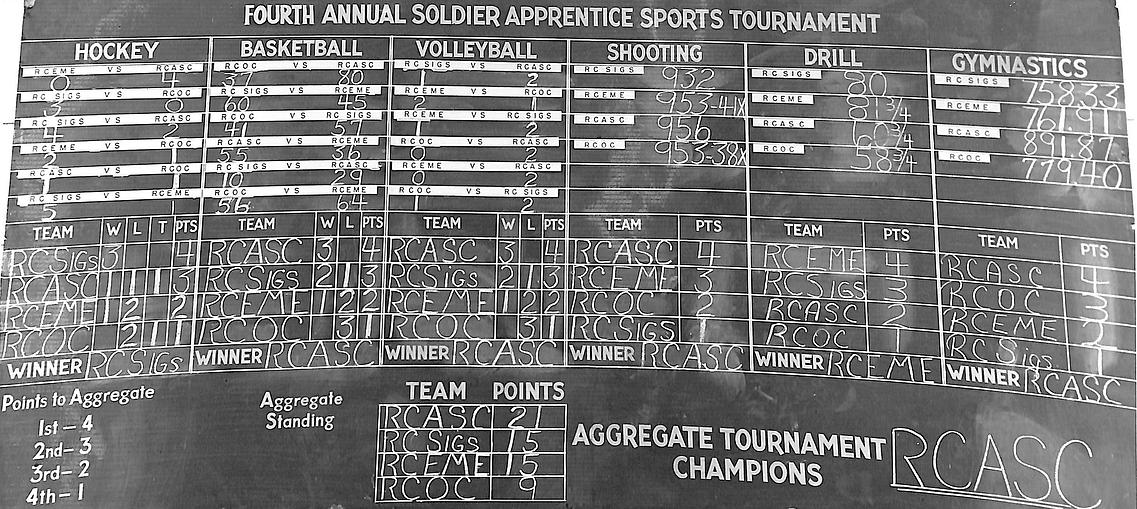 FOURTH ANNUAL SOLDIER APPRENTICE SPORTS TOURNAMENT
HOCKEY
RCEME VS RCASC
0 4
RC SIGS VS RCOC
3 0
RC SIGS VS RCASC
4 2
RCEME VS RCOC
2 1
RCASC VS RCOC
1
RC SIGS VS RCEME
5
TEAM W L T PTS
RCSIGS 3 4
RCASC 1 1 1 3
RCEME 1 2 2
RCOC 2 1 1
WINNER RCSIGS
BASKETBALL
RCOC VS RCASC
37 80
RC SIGS VS RCEME
60 45
RCOC VS RC SIGS
41 57
RCASC VS RCEME
55 36
RC SIGS VS RCASC
10 29
RCOC VS RCEME
56 64
TEAM W L PTS
RCASC 3 4
RCSIGS 2 1 3
RCEME 1 2 2
RCOC 3 1
WINNER RCASC
VOLLEYBALL
RC SIGS VS RCASC
1 2
RCEME VS RCOC
2 1
RCEME VS RC SIGS
1 2
RCOC VS RCASC
0 2
RCEME VS RCASC
0 2
RCOC VS RC SIGS
1 2
TEAM W L PTS
RCASC 3 4
RCSIGS 2 1 3
RCEME 1 2 2
RCOC 3 1
WINNER RCASC
SHOOTING
RC SIGS 932
RCEME 953-41X
RCASC 956
RCOC 953-38X
TEAM PTS
RCASC 4
RCEME 3
RCOC 2
RCSIGS 1
WINNER RCASC
DRILL
RC SIGS 80
RCEME 81 3/4
RCASC 60 3/4
RCOC 58 3/4
TEAM PTS
RCEME 4
RCSIGS 3
RCASC 2
RCOC 1
WINNER RCEME
GYMNASTICS
RC SIGS 758.33
RCEME 761.91
RCASC 891.87
RCOC 779.40
TEAM PTS
RCASC 4
RCOC 3
RCEME 2
RCSigs 1
WINNER RCASC
Points to Aggregate
1st – 4
2nd – 3
3rd – 2
4th – 1
Aggregate
Standing
TEAM POINTS
RCASC 21
RCSIGS 15
RCEME 15
RCOC 9
AGGREGATE TOURNAMENT
CHAMPIONS
RCASC